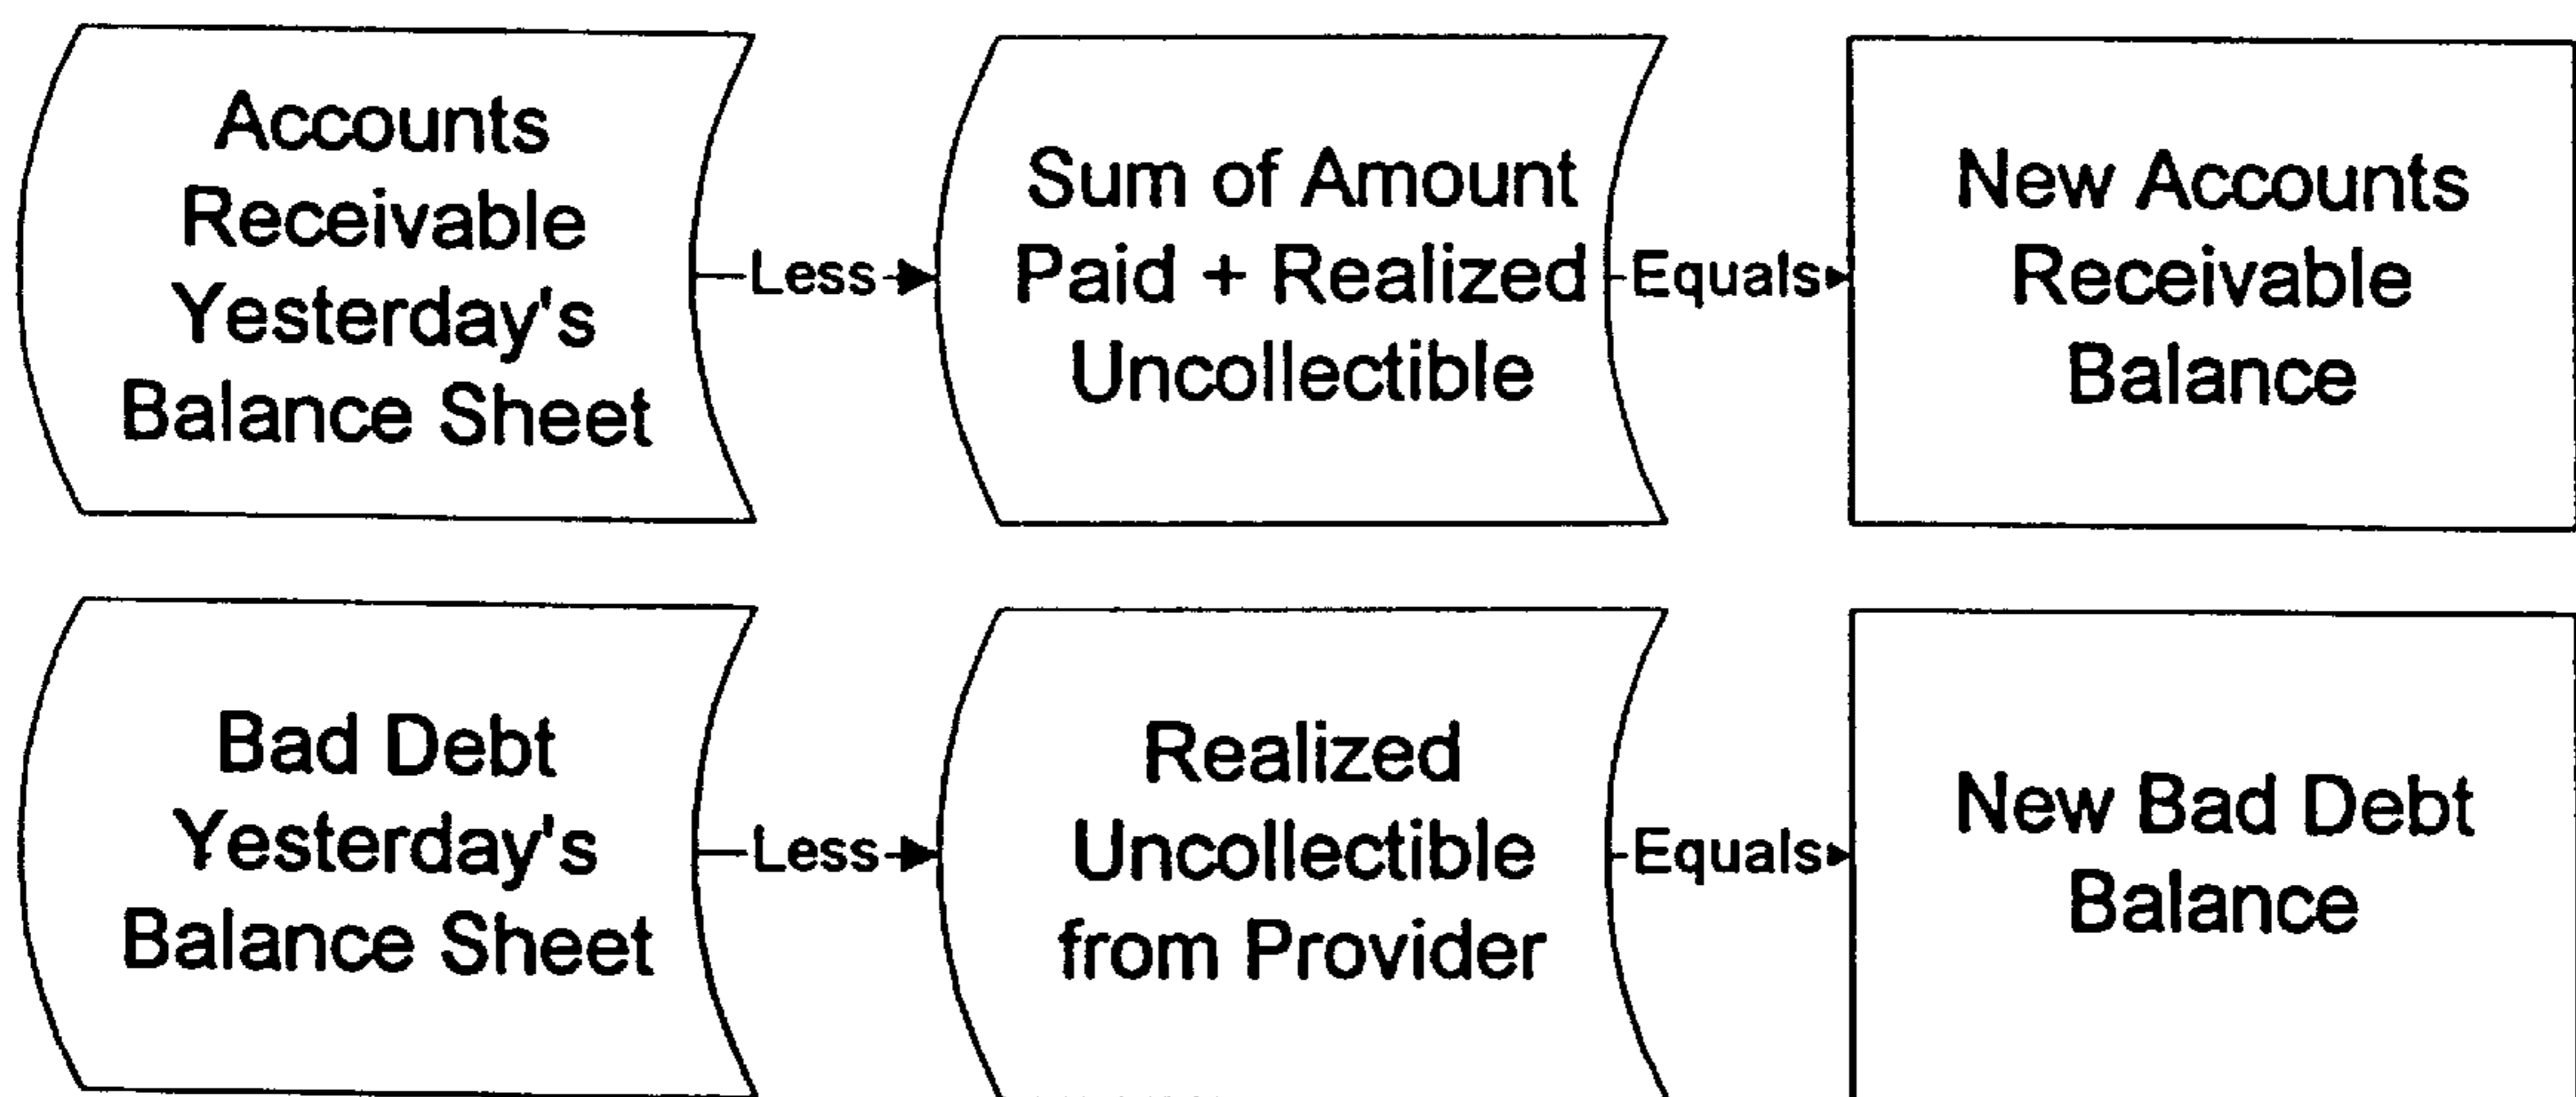 Accounts
Receivable
Yesterday's
Balance Sheet
Less
Sum of Amount
Paid + Realized
Uncollectible
Equals
New Accounts
Receivable
Balance
Bad Debt
Yesterday's
Balance Sheet
Less
Realized
Uncollectible
from Provider
Equals
New Bad Debt
Balance